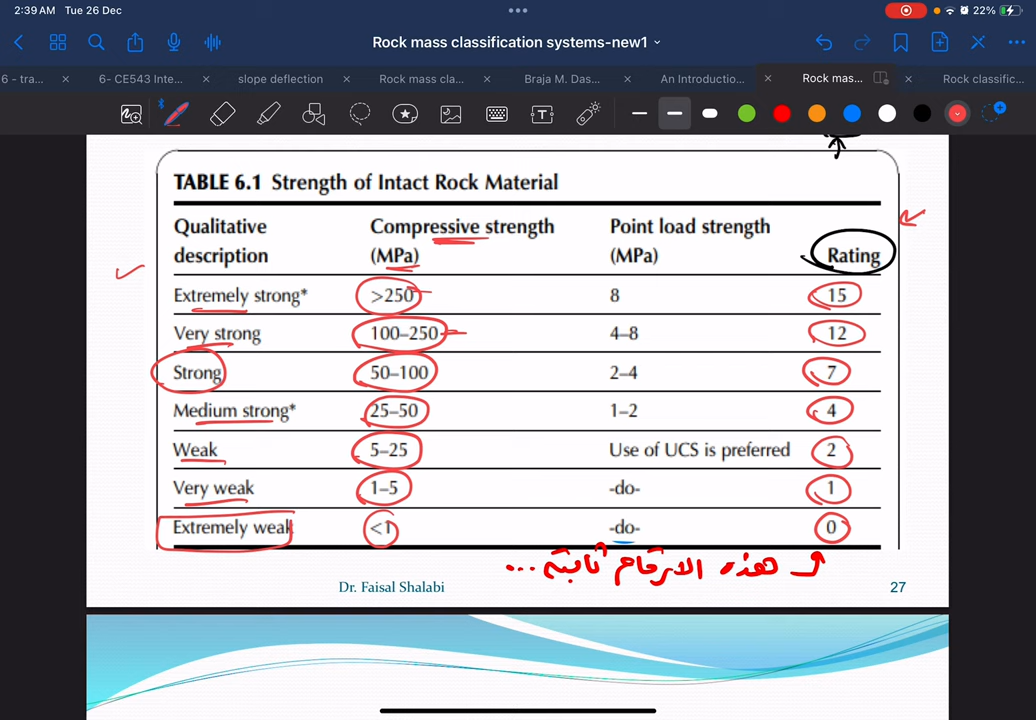 2:39 AM Tue 26 Dec
22%
Rock mass classification systems-new1
6 - tra...
6- CE543 Inte...
slope deflection
Rock mass cla...
Braja M. Das...
An Introductio...
Rock mas...
Rock classific...
TABLE 6.1 Strength of Intact Rock Material
Qualitative description Compressive strength (MPa) Point load strength (MPa) Rating
Extremely strong* >250 8 15
Very strong 100–250 4–8 12
Strong 50–100 2–4 7
Medium strong* 25–50 1–2 4
Weak 5–25 Use of UCS is preferred 2
Very weak 1–5 -do- 1
Extremely weak <1 -do- 0
هذه الارقام ثابته ...
Dr. Faisal Shalabi 27